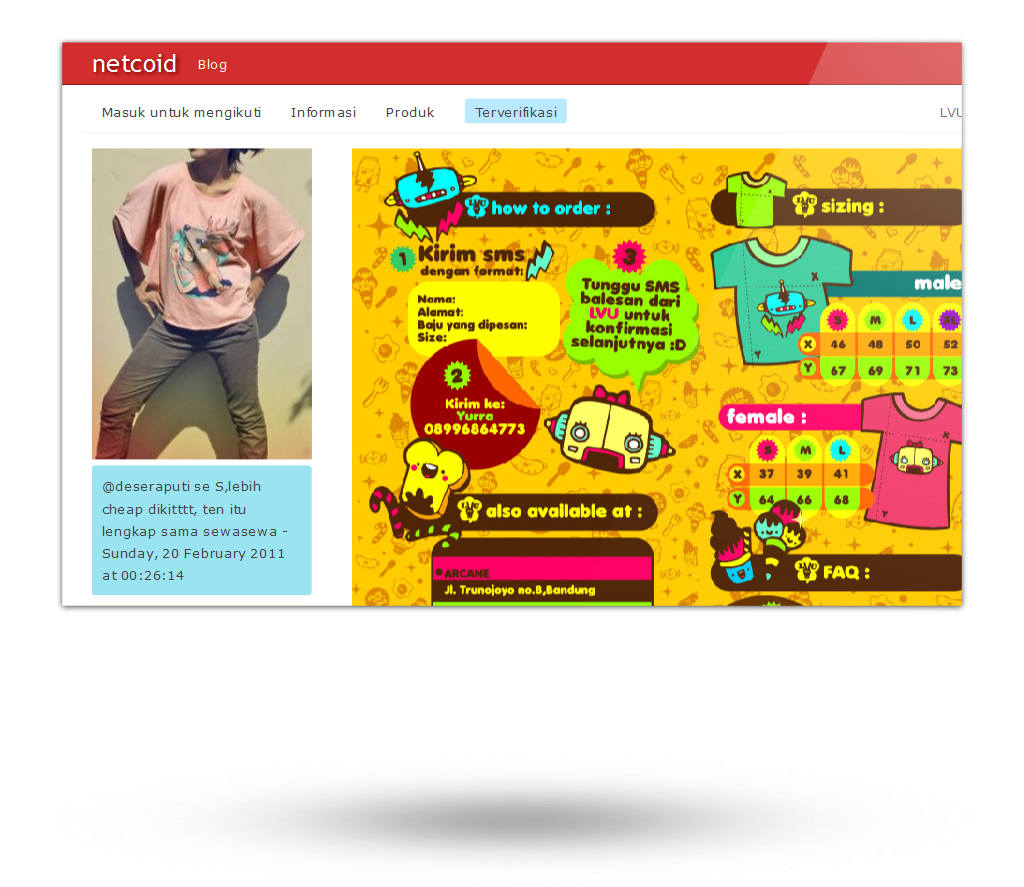 netcoid Blog
Masuk untuk mengikuti Informasi Produk Terverifikasi LVU
@deseraputi se S,lebih
cheap dikitttt, ten itu
lengkap sama sewasewa -
Sunday, 20 February 2011
at 00:26:14
LVU how to order :
1 Kirim sms
dengan format:
Nama:
Alamat:
Baju yang dipesan:
Size:
2
Kirim ke:
Yurra
08996864773
3
Tunggu SMS
balesan dari
LVU untuk
konfirmasi
selanjutnya :D
LVU also available at :
ARCANE
Jl. Trunojoyo no.8,Bandung
LVU sizing :
X
Y
male
S M L XL
X 46 48 50 52
Y 67 69 71 73
female :
X
S M L
X 37 39 41
Y 64 66 68
LVU FAQ :